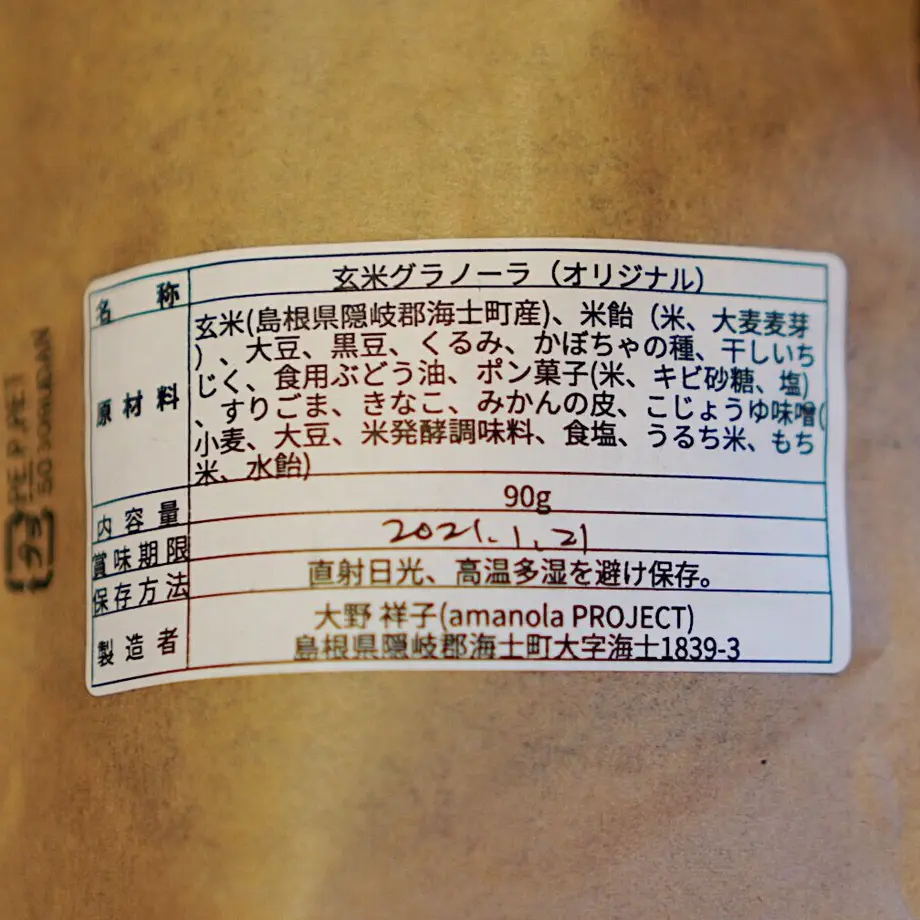 名称 玄米グラノーラ（オリジナル）
原材料 玄米(島根県隠岐郡海士町産)、米飴（米、大麦麦芽
）、大豆、黒豆、くるみ、かぼちゃの種、干しいち
じく、食用ぶどう油、ポン菓子(米、キビ砂糖、塩)
、すりごま、きなこ、みかんの皮、こじょうゆ味噌(
小麦、大豆、米発酵調味料、食塩、うるち米、もち
米、水飴)
内容量 90g
賞味期限 2021.1.21
保存方法 直射日光、高温多湿を避け保存。
製造者 大野 祥子(amanola PROJECT)
島根県隠岐郡海士町大字海士1839-3